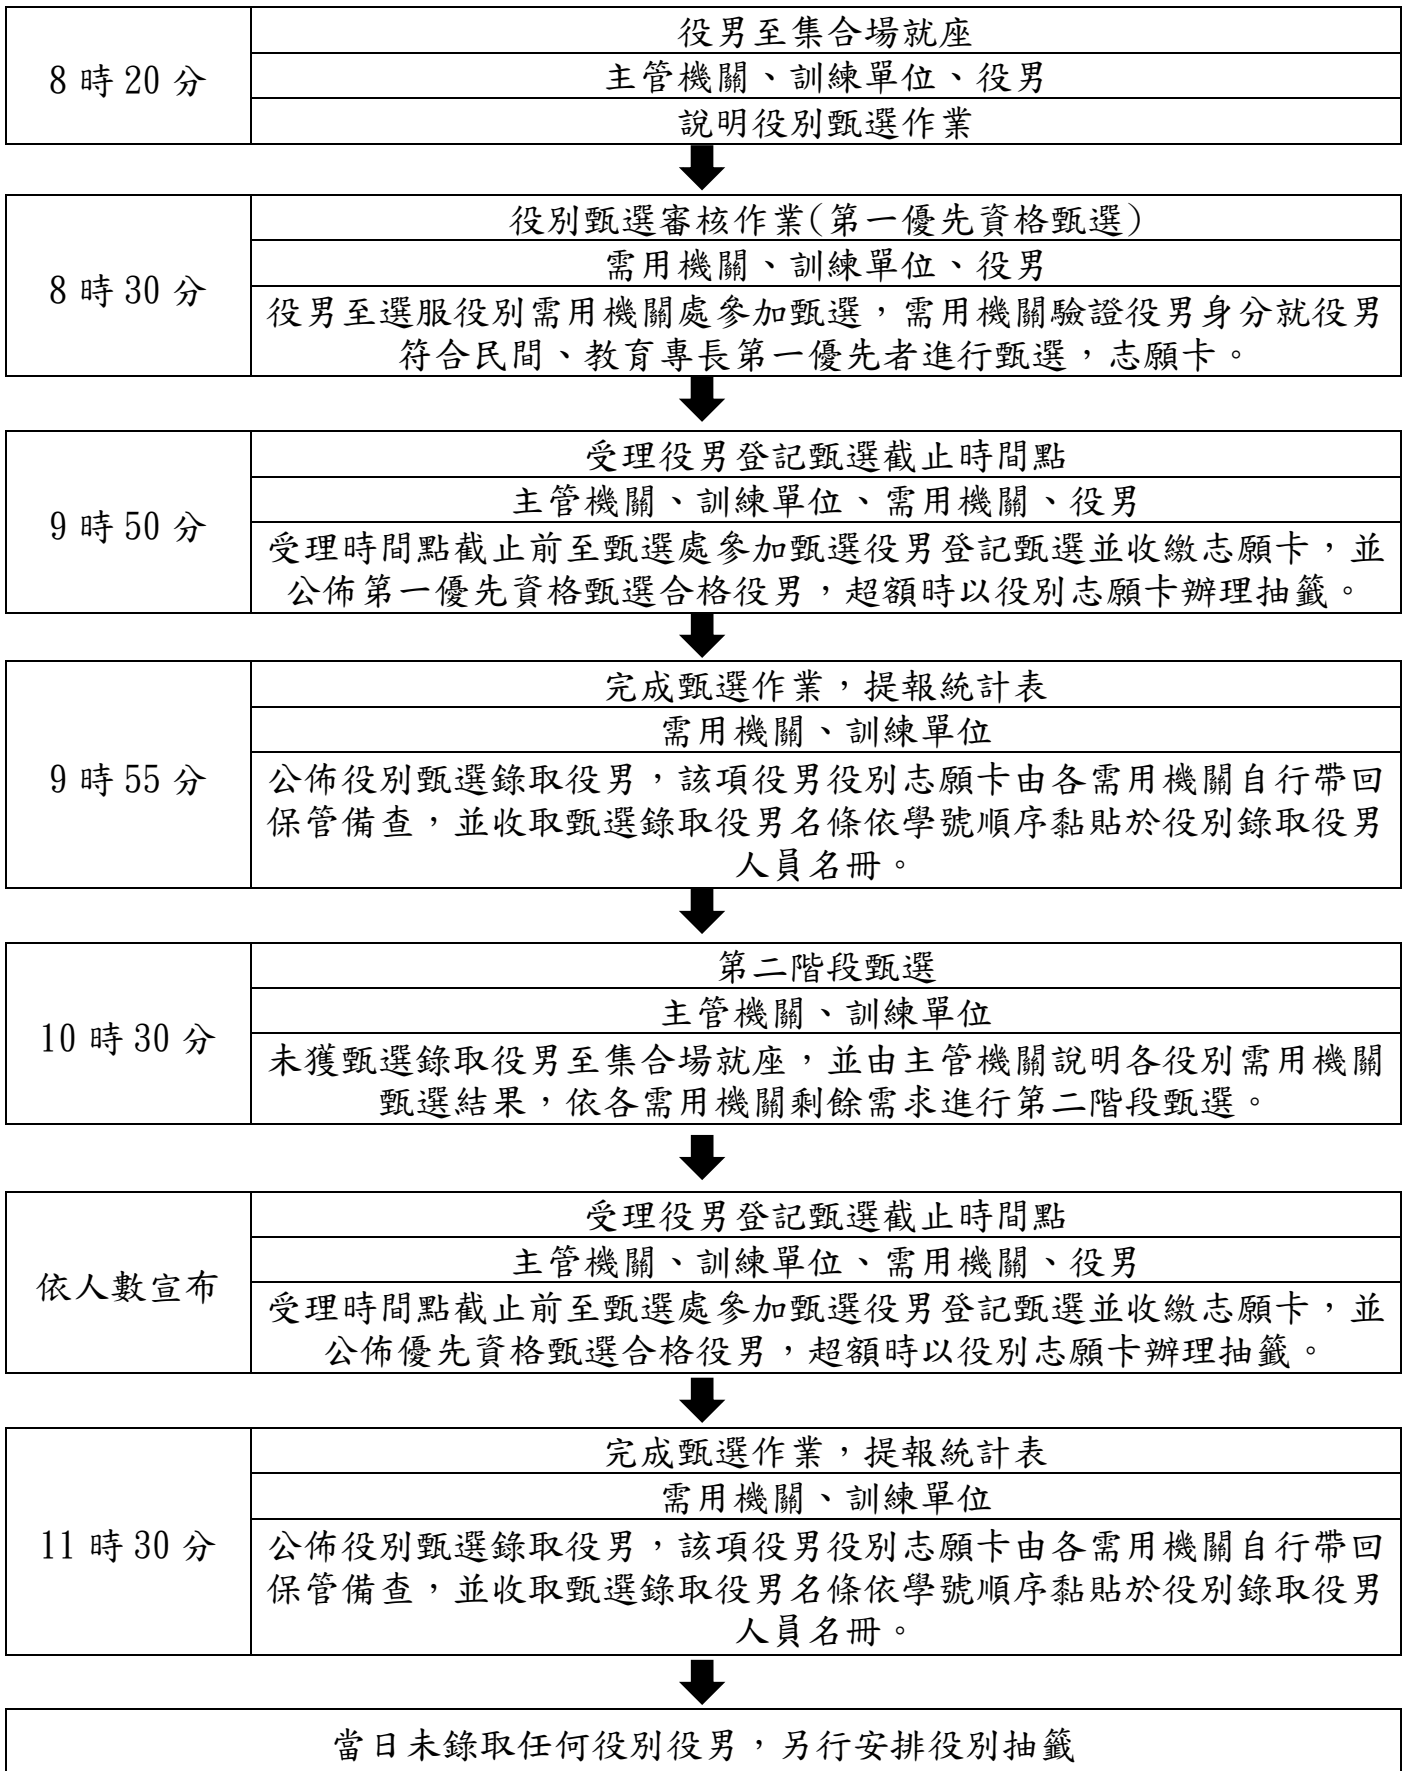 8 時 20 分
役男至集合場就座
主管機關、訓練單位、役男
說明役別甄選作業
8 時 30 分
役別甄選審核作業(第一優先資格甄選)
需用機關、訓練單位、役男
役男至選服役別需用機關處參加甄選，需用機關驗證役男身分就役男
符合民間、教育專長第一優先者進行甄選，志願卡。
9 時 50 分
受理役男登記甄選截止時間點
主管機關、訓練單位、需用機關、役男
受理時間點截止前至甄選處參加甄選役男登記甄選並收繳志願卡，並
公佈第一優先資格甄選合格役男，超額時以役別志願卡辦理抽籤。
9 時 55 分
完成甄選作業，提報統計表
需用機關、訓練單位
公佈役別甄選錄取役男，該項役男役別志願卡由各需用機關自行帶回
保管備查，並收取甄選錄取役男名條依學號順序黏貼於役別錄取役男
人員名冊。
10 時 30 分
第二階段甄選
主管機關、訓練單位
未獲甄選錄取役男至集合場就座，並由主管機關說明各役別需用機關
甄選結果，依各需用機關剩餘需求進行第二階段甄選。
依人數宣布
受理役男登記甄選截止時間點
主管機關、訓練單位、需用機關、役男
受理時間點截止前至甄選處參加甄選役男登記甄選並收繳志願卡，並
公佈優先資格甄選合格役男，超額時以役別志願卡辦理抽籤。
11 時 30 分
完成甄選作業，提報統計表
需用機關、訓練單位
公佈役別甄選錄取役男，該項役男役別志願卡由各需用機關自行帶回
保管備查，並收取甄選錄取役男名條依學號順序黏貼於役別錄取役男
人員名冊。
當日未錄取任何役別役男，另行安排役別抽籤